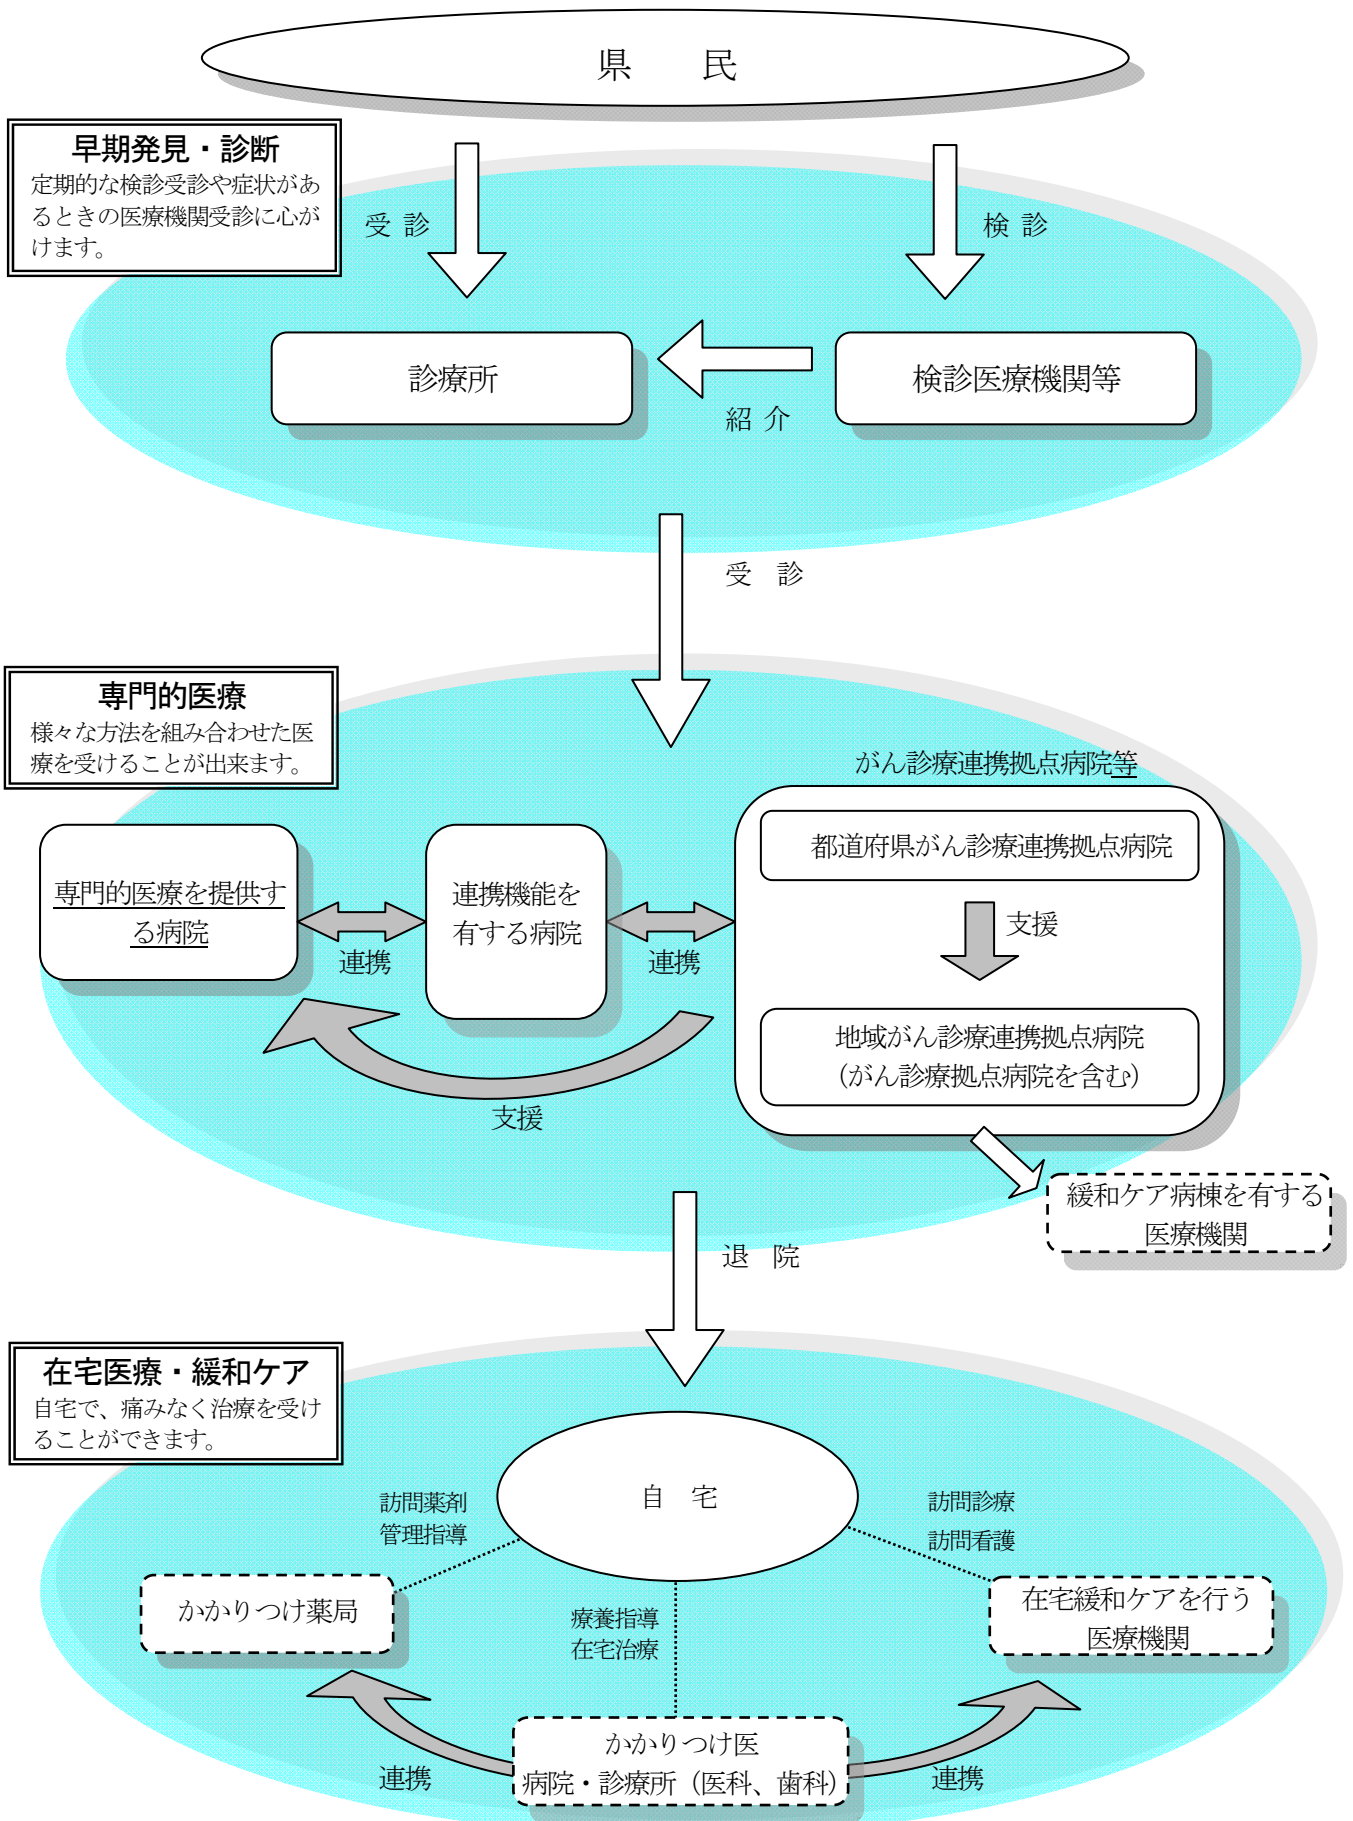 県　　民
早期発見・診断
定期的な検診受診や症状があ
るときの医療機関受診に心が
けます。
受 診
検 診
診療所
検診医療機関等
紹 介
受　診
専門的医療
様々な方法を組み合わせた医
療を受けることが出来ます。
がん診療連携拠点病院等
都道府県がん診療連携拠点病院
専門的医療を提供す
る病院
連携機能を
有する病院
支援
連携
連携
地域がん診療連携拠点病院
（がん診療拠点病院を含む）
支援
緩和ケア病棟を有する
医療機関
退　院
在宅医療・緩和ケア
自宅で、痛みなく治療を受け
ることができます。
自　宅
訪問薬剤
管理指導
訪問診療
訪問看護
かかりつけ薬局
療養指導
在宅治療
在宅緩和ケアを行う
医療機関
かかりつけ医
病院・診療所（医科、歯科）
連携
連携